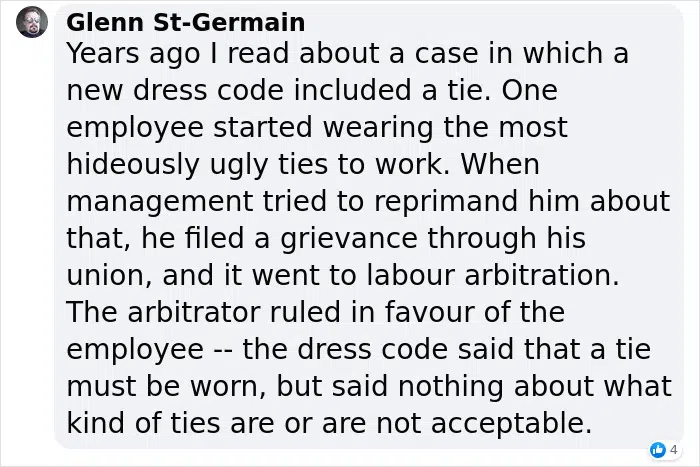 Glenn St-Germain
Years ago I read about a case in which a
new dress code included a tie. One
employee started wearing the most
hideously ugly ties to work. When
management tried to reprimand him about
that, he filed a grievance through his
union, and it went to labour arbitration.
The arbitrator ruled in favour of the
employee -- the dress code said that a tie
must be worn, but said nothing about what
kind of ties are or are not acceptable.
4